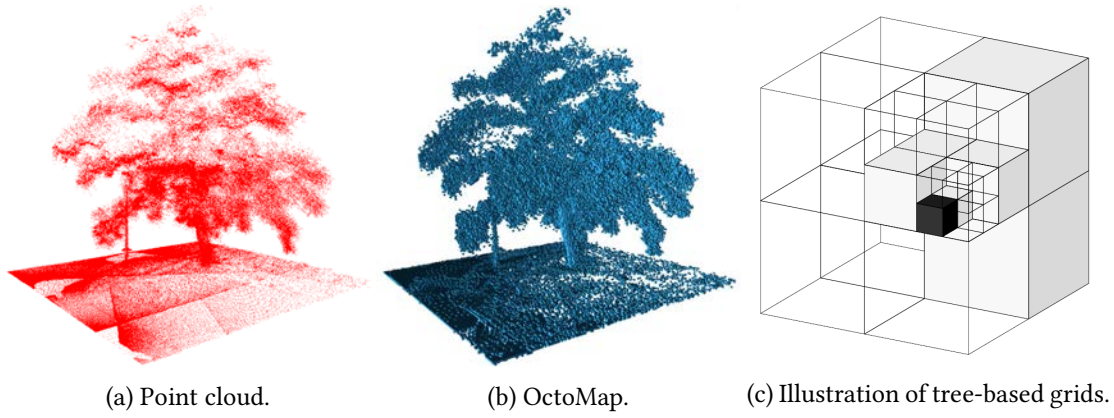 (a) Point cloud.
(b) OctoMap.
(c) Illustration of tree-based grids.